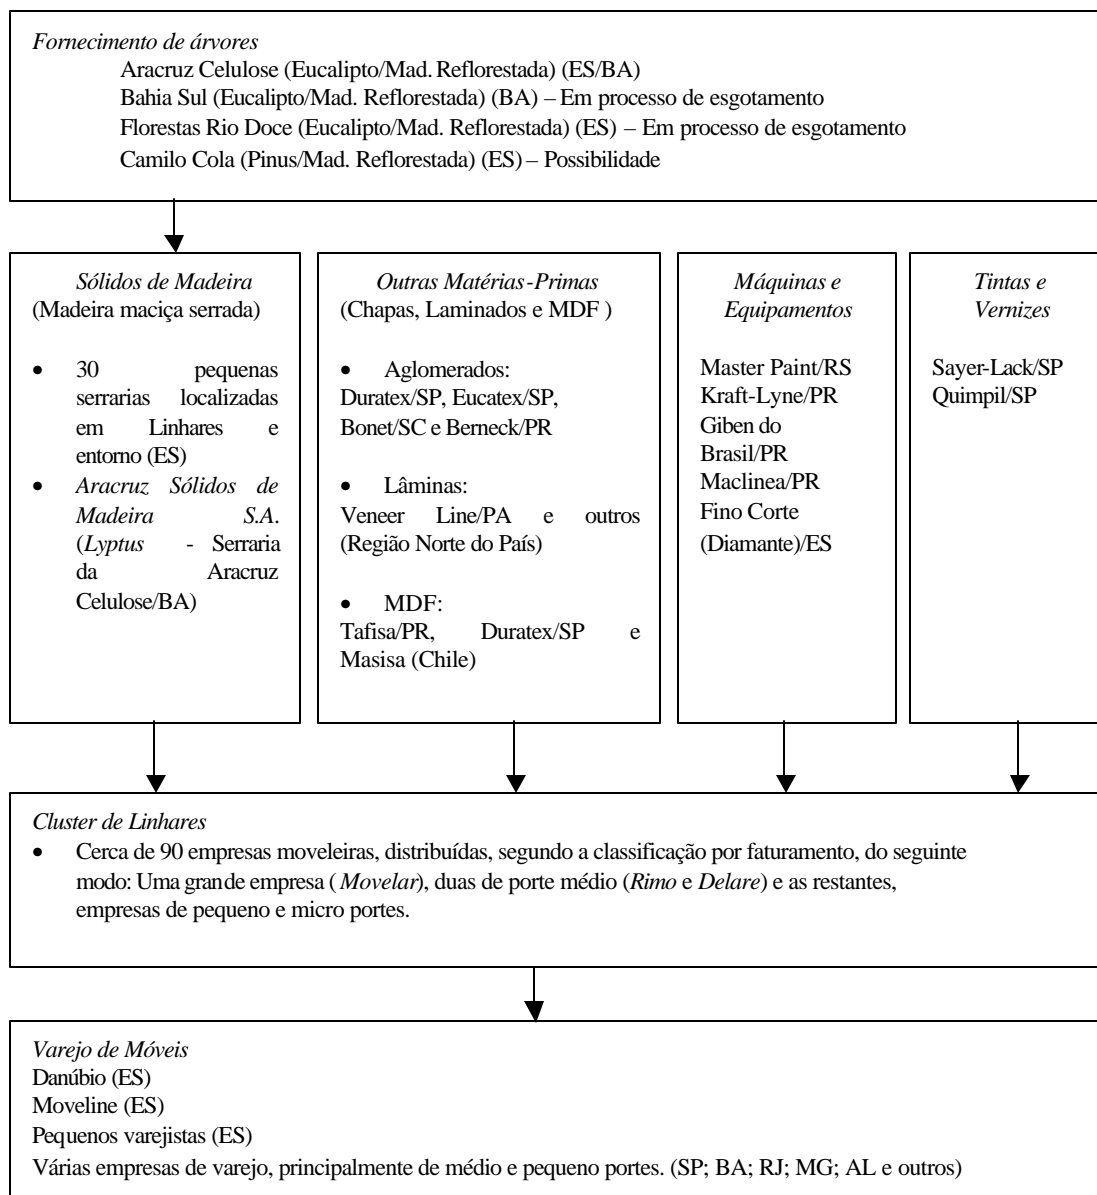 Fornecimento de árvores
Aracruz Celulose (Eucalipto/Mad. Reflorestada) (ES/BA)
Bahia Sul (Eucalipto/Mad. Reflorestada) (BA) – Em processo de esgotamento
Florestas Rio Doce (Eucalipto/Mad. Reflorestada) (ES) – Em processo de esgotamento
Camilo Cola (Pinus/Mad. Reflorestada) (ES) – Possibilidade
Sólidos de Madeira
(Madeira maciça serrada)
• 30 pequenas
serrarias localizadas
em Linhares e
entorno (ES)
• Aracruz Sólidos de
Madeira S.A.
(Lyptus - Serraria
da Aracruz
Celulose/BA)
Outras Matérias-Primas
(Chapas, Laminados e MDF )
• Aglomerados:
Duratex/SP, Eucatex/SP,
Bonet/SC e Berneck/PR
• Lâminas:
Veneer Line/PA e outros
(Região Norte do País)
• MDF:
Tafisa/PR, Duratex/SP e
Masisa (Chile)
Máquinas e
Equipamentos
Master Paint/RS
Kraft-Lyne/PR
Giben do
Brasil/PR
Maclinea/PR
Fino Corte
(Diamante)/ES
Tintas e
Vernizes
Sayer-Lack/SP
Quimpil/SP
Cluster de Linhares
• Cerca de 90 empresas moveleiras, distribuídas, segundo a classificação por faturamento, do seguinte
modo: Uma grande empresa (Movelar), duas de porte médio (Rimo e Delare) e as restantes,
empresas de pequeno e micro portes.
Varejo de Móveis
Danúbio (ES)
Moveline (ES)
Pequenos varejistas (ES)
Várias empresas de varejo, principalmente de médio e pequeno portes. (SP; BA; RJ; MG; AL e outros)